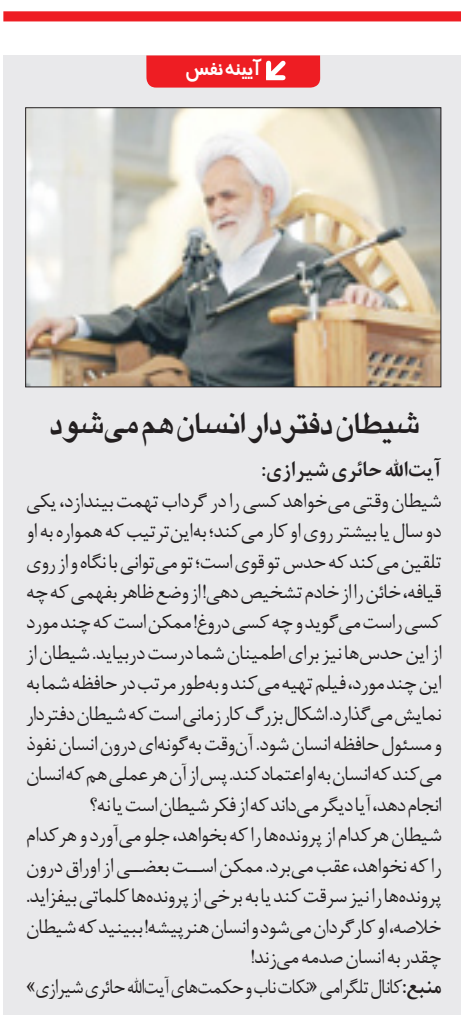 آیینه نفس
شیطان دفتردار انسان هم می‌شود
آیت‌الله حائری شیرازی:
شیطان وقتی می‌خواهد کسی را در گرداب تهمت بیندازد، یکی
دو سال یا بیشتر روی او کار می‌کند؛ به‌این‌ترتیب که همواره به او
تلقین می‌کند که حدس تو قوی است؛ تو می‌توانی با نگاه و از روی
قیافه، خائن را از خادم تشخیص دهی! از وضع ظاهر بفهمی که چه
کسی راست می‌گوید و چه کسی دروغ! ممکن است که چند مورد
از این حدس‌ها نیز برای اطمینان شما درست دربیاید. شیطان از
این چند مورد، فیلم تهیه می‌کند و به‌طور مرتب در حافظه شما به
نمایش می‌گذارد. اشکال بزرگ کار زمانی است که شیطان دفتردار
و مسئول حافظه انسان شود. آن‌وقت به گونه‌ای درون انسان نفوذ
می‌کند که انسان به او اعتماد کند. پس از آن هر عملی هم که انسان
انجام دهد، آیا دیگر می‌داند که از فکر شیطان است یا نه؟
شیطان هر کدام از پرونده‌ها را که بخواهد، جلو می‌آورد و هر کدام
را که نخواهد، عقب می‌برد. ممکن است بعضی از اوراق درون
پرونده‌ها را نیز سرقت کند یا به برخی از پرونده‌ها کلماتی بیفزاید.
خلاصه، او کارگردان می‌شود و انسان هنرپیشه! ببینید که شیطان
چقدر به انسان صدمه می‌زند!
منبع: کانال تلگرامی «نکات ناب و حکمت‌های آیت‌الله حائری شیرازی»